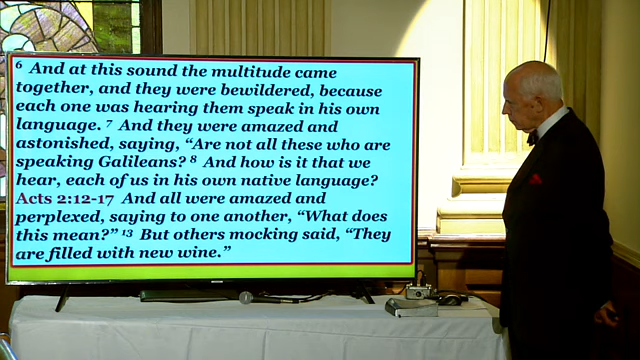 6 And at this sound the multitude came
together, and they were bewildered, because
each one was hearing them speak in his own
language. 7 And they were amazed and
astonished, saying, “Are not all these who are
speaking Galileans? 8 And how is it that we
hear, each of us in his own native language?
Acts 2:12-17 And all were amazed and
perplexed, saying to one another, “What does
this mean?” 13 But others mocking said, “They
are filled with new wine.”